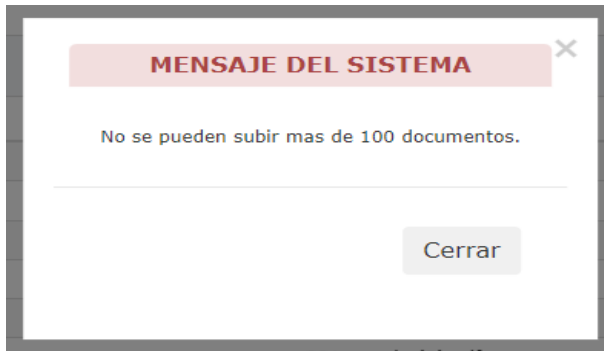 MENSAJE DEL SISTEMA
No se pueden subir mas de 100 documentos.
Cerrar